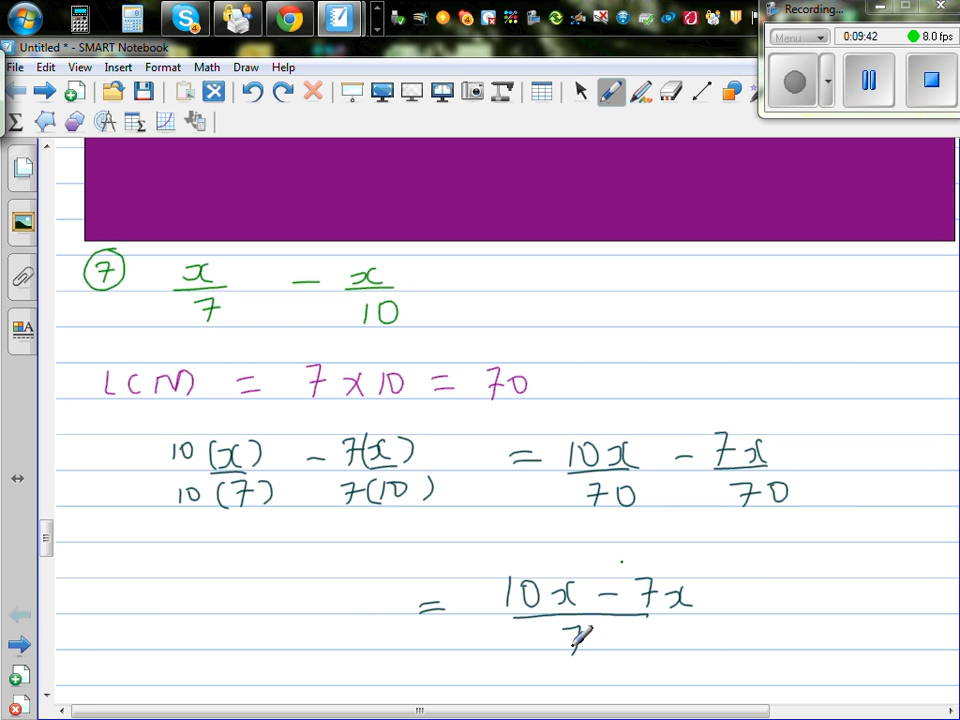 Recording...
Menu
0:09:42
8.0 fps
Untitled * - SMART Notebook
File Edit View Insert Format Math Draw Help
7 x/7 - x/10
LCM = 7 x 10 = 70
10(x)/10(7) - 7(x)/7(10) = 10x/70 - 7x/70
= 10x - 7x/7